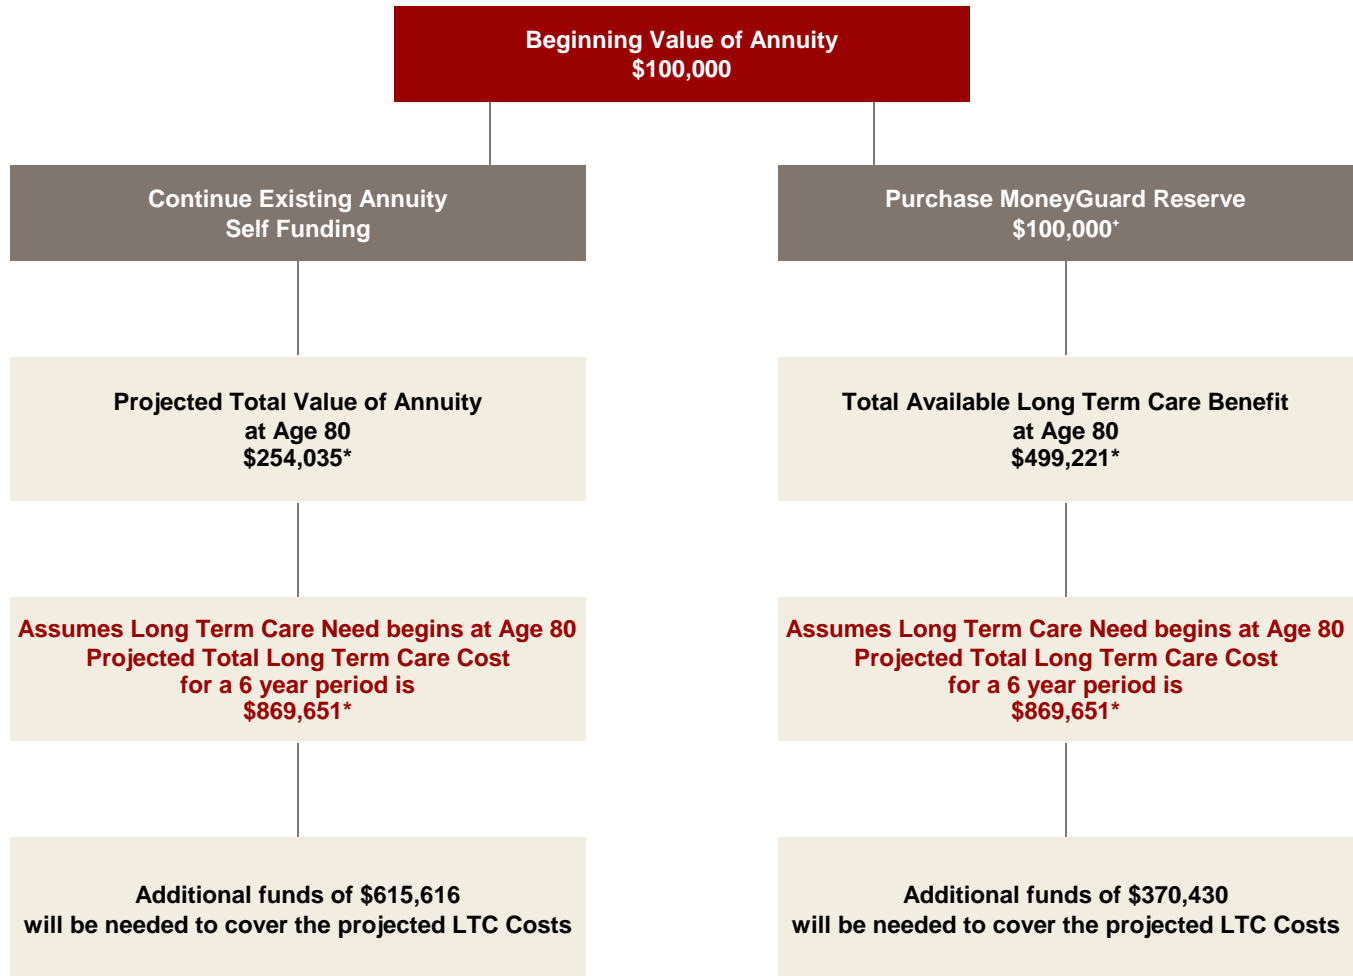 Beginning Value of Annuity
$100,000
Continue Existing Annuity
Self Funding
Purchase MoneyGuard Reserve
$100,000+
Projected Total Value of Annuity
at Age 80
$254,035*
Total Available Long Term Care Benefit
at Age 80
$499,221*
Assumes Long Term Care Need begins at Age 80
Projected Total Long Term Care Cost
for a 6 year period is
$869,651*
Assumes Long Term Care Need begins at Age 80
Projected Total Long Term Care Cost
for a 6 year period is
$869,651*
Additional funds of $615,616
will be needed to cover the projected LTC Costs
Additional funds of $370,430
will be needed to cover the projected LTC Costs